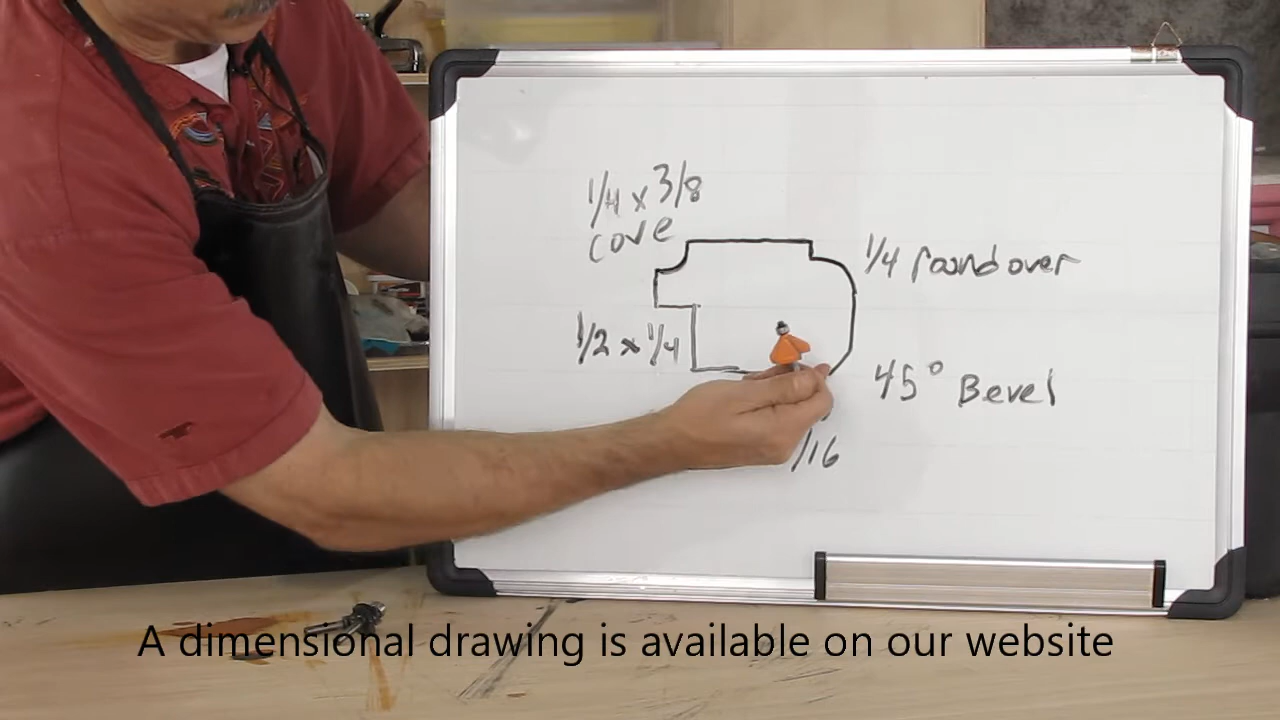 1/4 x 3/8
cove
1/4 roundover
1/2 x 1/4
45° Bevel
/16
A dimensional drawing is available on our website